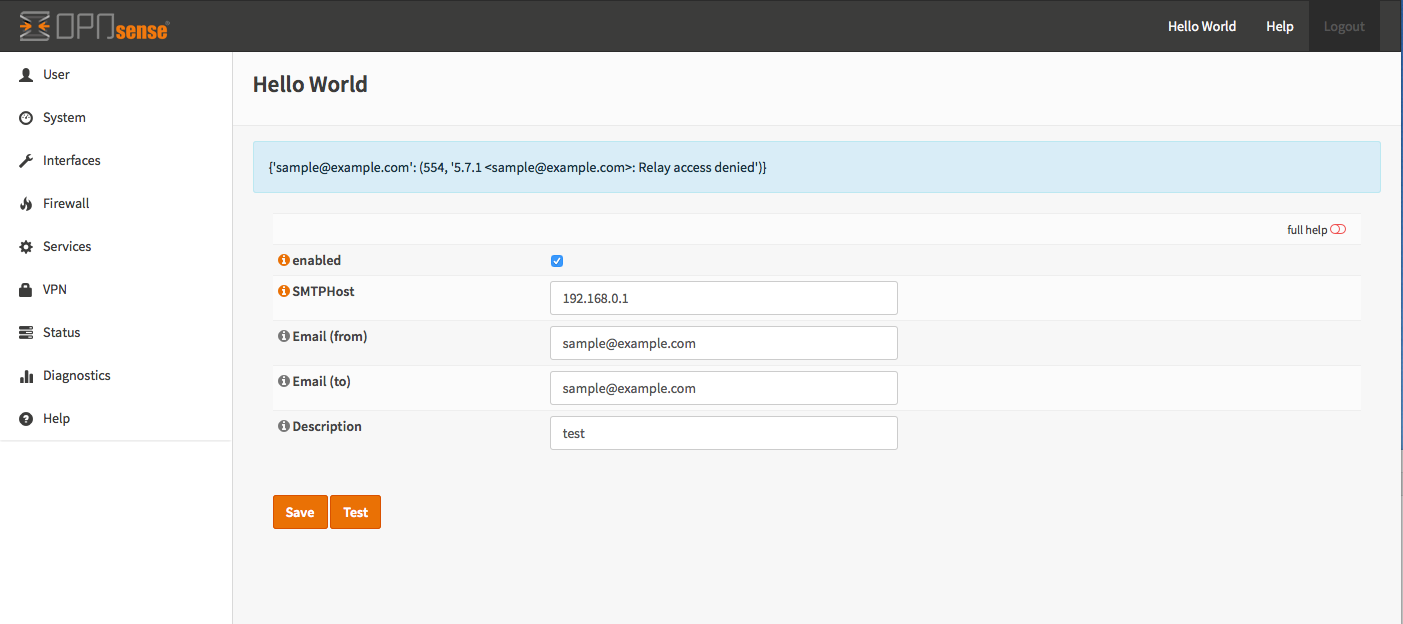 OPNsense
Hello World Help Logout
User
System
Interfaces
Firewall
Services
VPN
Status
Diagnostics
Help
Hello World
{'sample@example.com': (554, '5.7.1 <sample@example.com>: Relay access denied')}
full help
enabled
SMTPHost 192.168.0.1
Email (from) sample@example.com
Email (to) sample@example.com
Description test
Save Test